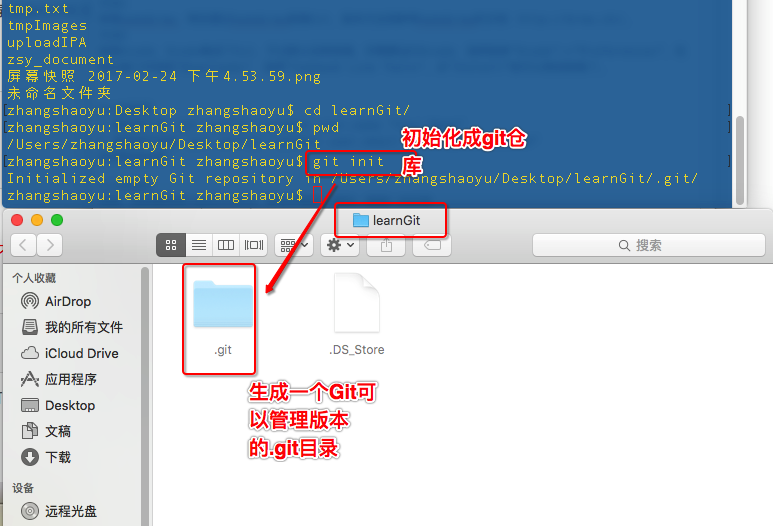 tmp.txt
tmpImages
uploadIPA
zsy_document
屏幕快照 2017-02-24 下午4.53.59.png
未命名文件夹
zhangshaoyu:Desktop zhangshaoyu$ cd learnGit/
zhangshaoyu:learnGit zhangshaoyu$ pwd
/Users/zhangshaoyu/Desktop/learnGit
zhangshaoyu:learnGit zhangshaoyu$ git init
Initialized empty Git repository in /Users/zhangshaoyu/Desktop/learnGit/.git/
zhangshaoyu:learnGit zhangshaoyu$
初始化成git仓
库
learnGit
搜索
个人收藏
AirDrop
我的所有文件
iCloud Drive
应用程序
Desktop
文稿
下载
设备
远程光盘
.git
.DS_Store
生成一个Git可
以管理版本
的.git目录